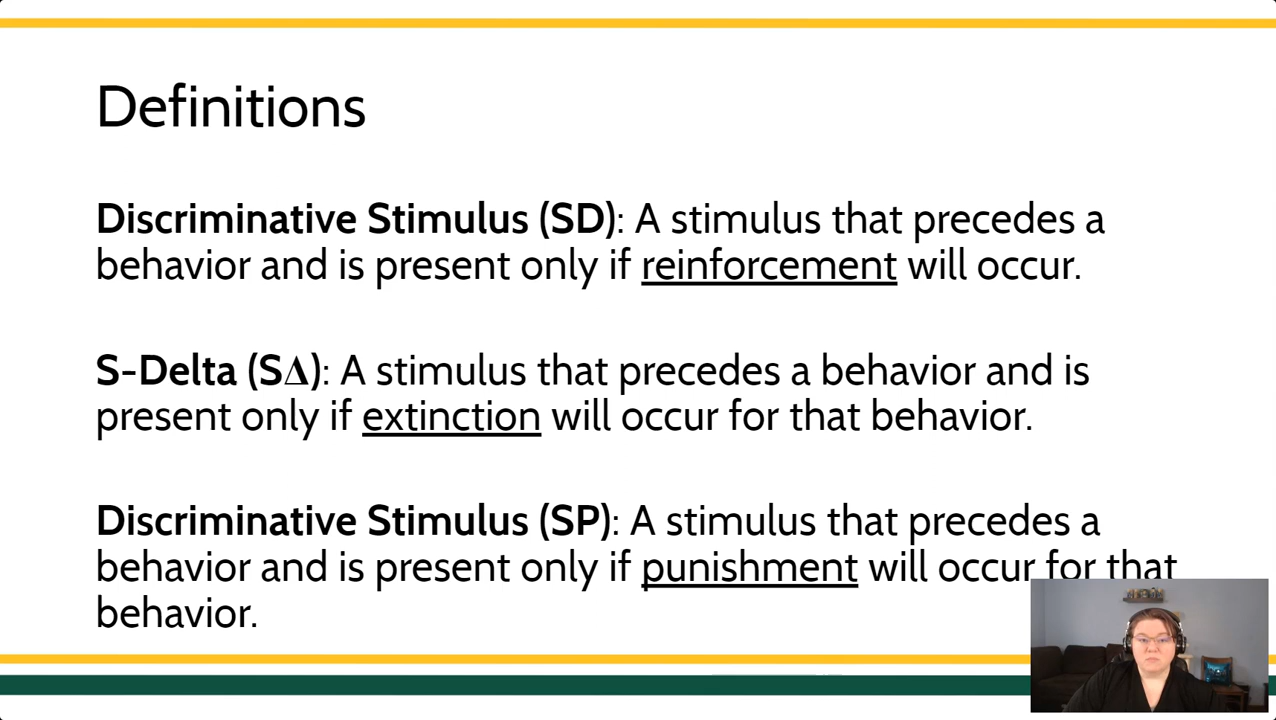 Definitions
Discriminative Stimulus (SD): A stimulus that precedes a
behavior and is present only if reinforcement will occur.
S-Delta (SΔ): A stimulus that precedes a behavior and is
present only if extinction will occur for that behavior.
Discriminative Stimulus (SP): A stimulus that precedes a
behavior and is present only if punishment will occur for that
behavior.